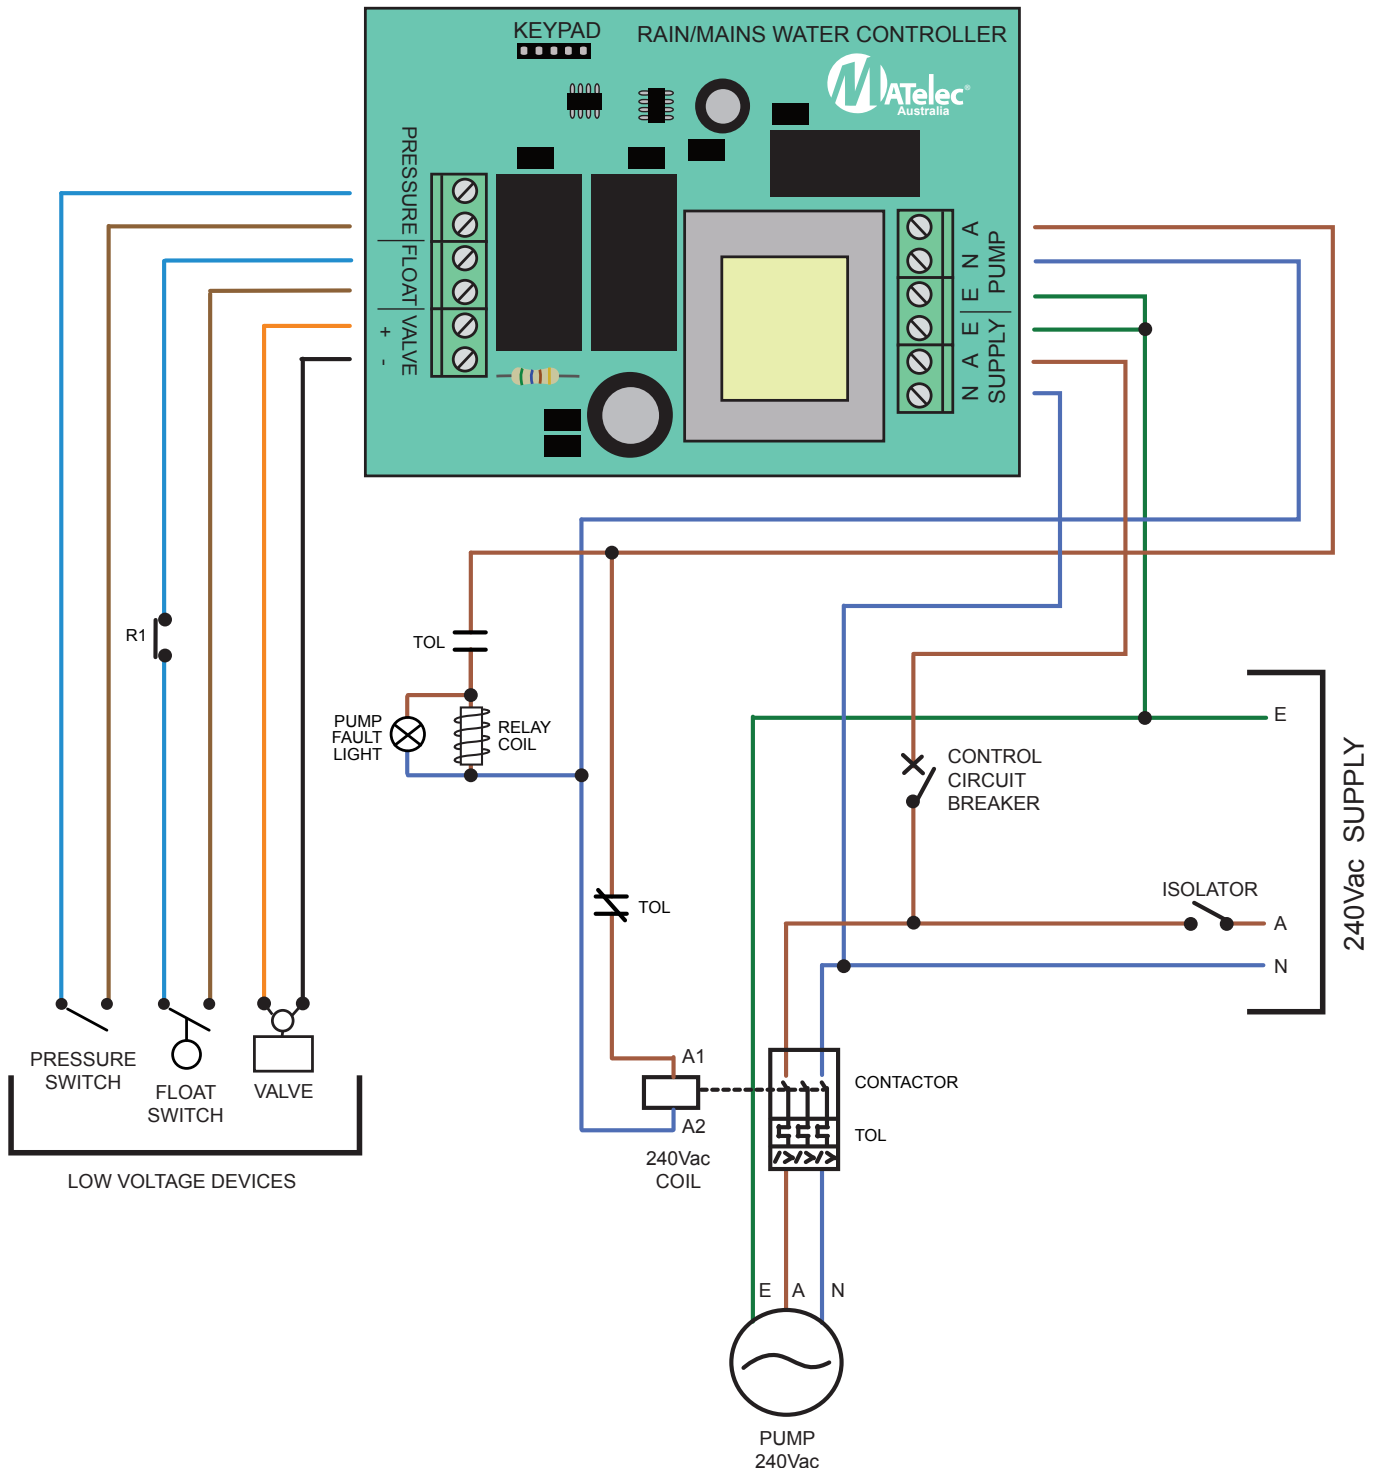 KEYPAD
RAIN/MAINS WATER CONTROLLER
MATelec®
Australia
PRESSURE
FLOAT
VALVE
+
-
A
N
E
PUMP
E
A
N
SUPPLY
R1
TOL
PUMP
FAULT
LIGHT
RELAY
COIL
CONTROL
CIRCUIT
BREAKER
E
ISOLATOR
A
N
240Vac SUPPLY
TOL
PRESSURE
SWITCH
FLOAT
SWITCH
VALVE
LOW VOLTAGE DEVICES
A1
A2
240Vac
COIL
CONTACTOR
TOL
E A N
PUMP
240Vac